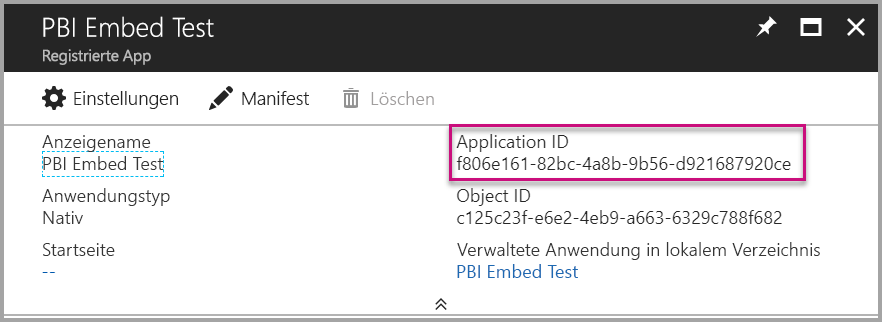 PBI Embed Test
Registrierte App
Einstellungen Manifest Löschen
Anzeigename
PBI Embed Test
Application ID
f806e161-82bc-4a8b-9b56-d921687920ce
Anwendungstyp
Nativ
Object ID
c125c23f-e6e2-4eb9-a663-6329c788f682
Startseite
--
Verwaltete Anwendung in lokalem Verzeichnis
PBI Embed Test